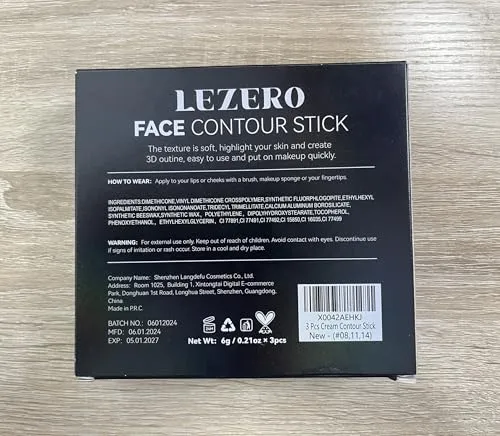 LEZERO
FACE CONTOUR STICK
The texture is soft, highlight your skin and create
3D outine, easy to use and put on makeup quickly.
HOW TO WEAR: Apply to your lips or cheeks with a brush, makeup sponge or your fingertips.
INGREDIENTS:DIMETHICONE,VINYL DIMETHICONE CROSSPOLYMER,SYNTHETIC FLUORPHLOGOPITE,ETHYLHEXYL
ISOPALMITATE,ISONONYL ISONONANOATE,TRIDECYL TRIMELLITATE,CALCIUM ALUMINUM BOROSILICATE,
SYNTHETIC BEESWAX,SYNTHETIC WAX, POLYETHYLENE, DIPOLYHYDROXYSTEARATE,TOCOPHEROL,
PHENOXYETHANOL, ETHYLHEXYLGLYCERIN, CI 77891,CI 77491,CI 77492,CI 15850,CI 16035,CI 77499
WARNING: For external use only. Keep out of reach of children. Avoid contact with eyes. Discontinue use
if signs of irritation or rash occur. Store in a cool and dry place.
Company Name: Shenzhen Langdefu Cosmetics Co., Ltd.
Address: Room 1025, Building 1, Xintongtai Digital E-commerce
Park, Donghuan 1st Road, Longhua Street, Shenzhen, Guangdong,
China
Made in P.R.C.
BATCH NO.: 06012024
MFD: 06.01.2024
EXP: 05.01.2027
Net Wt: 6g / 0.21oz × 3pcs
X0042AEHKJ
3 Pcs Cream Contour Stick
New - (#08,11,14)